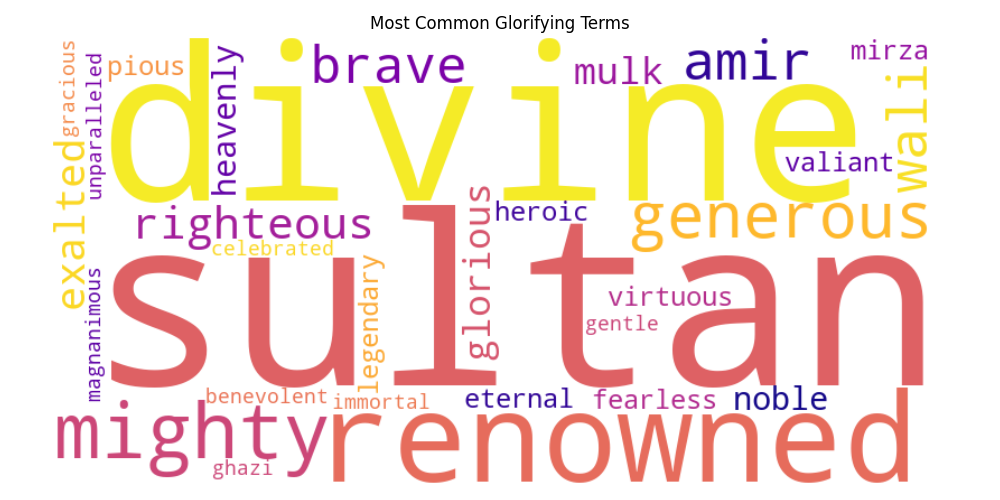 Most Common Glorifying Terms
gracious
unparalleled
pious
divine
heavenly
brave
mulk
amir
mirza
wali
valiant
exalted
righteous
celebrated
glorious
heroic
generous
sultan
magnanimous
legendary
virtuous
gentle
benevolent
immortal
eternal
fearless
noble
mighty
ghazi
renowned